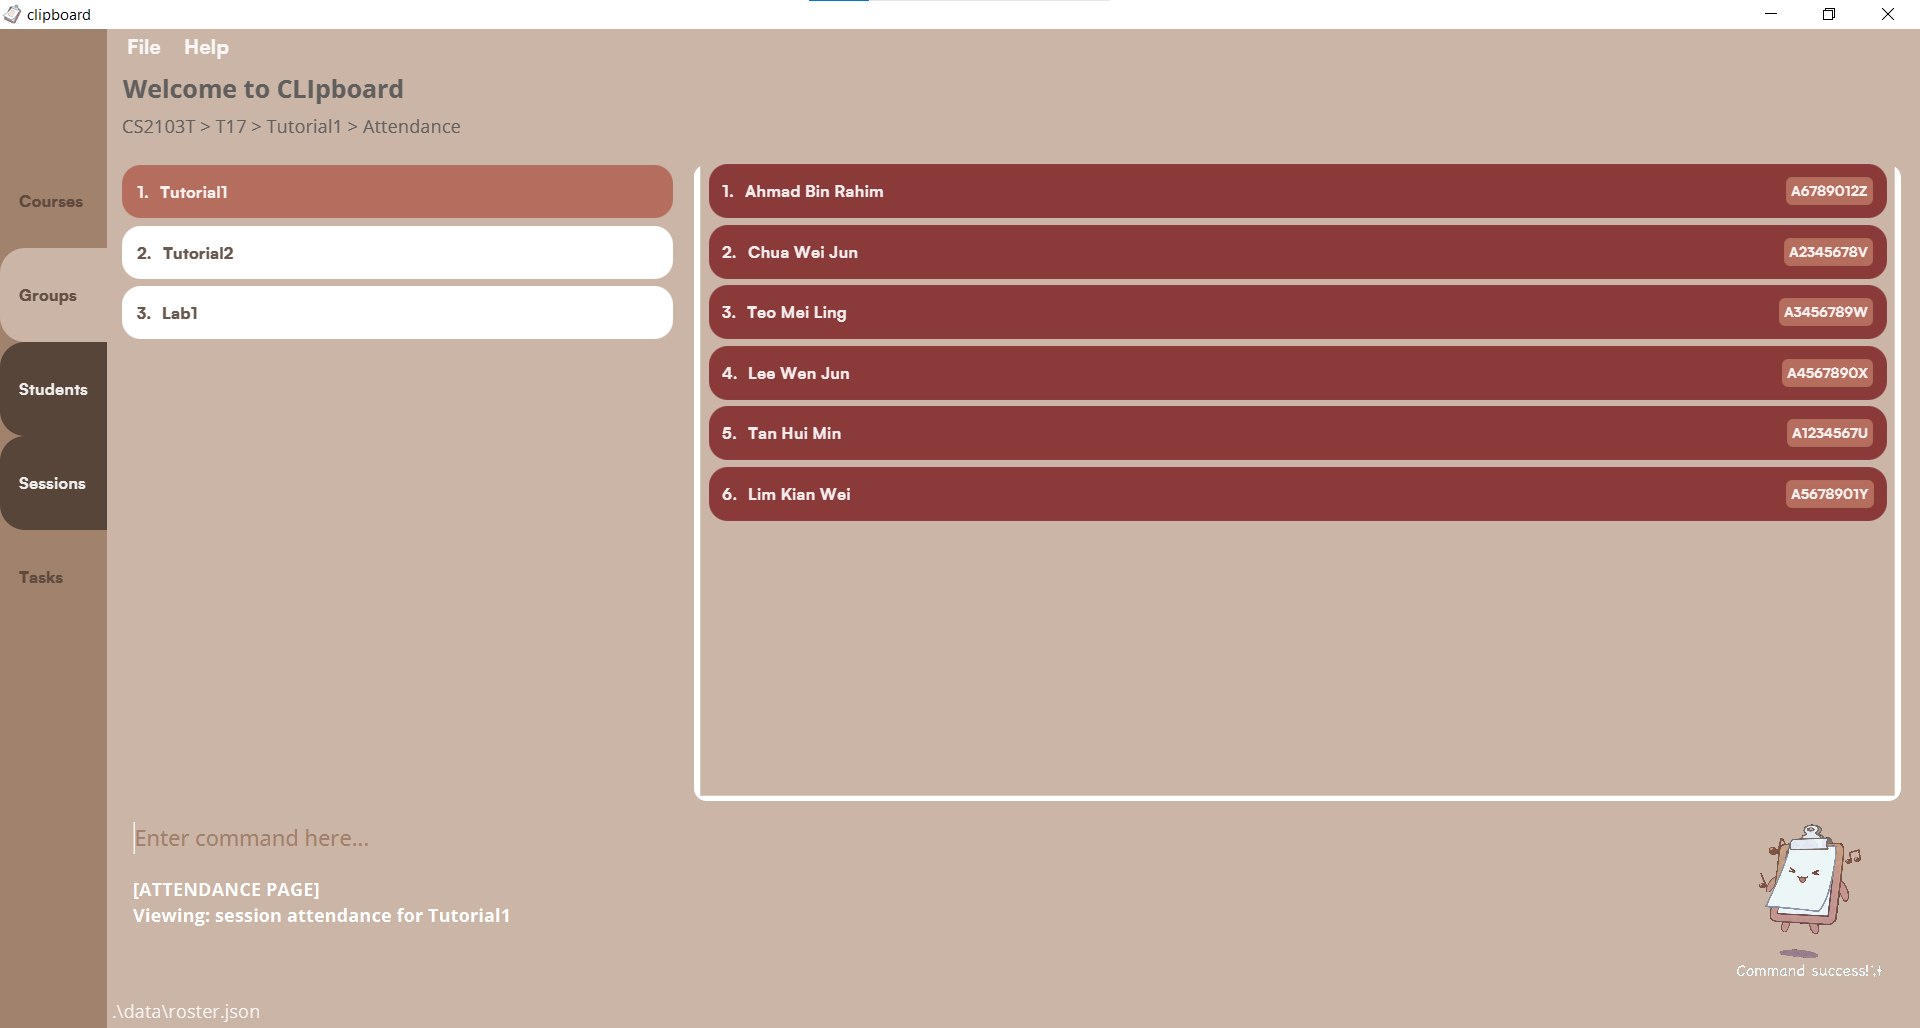 clipboard
File Help
Welcome to CLIpboard
CS2103T > T17 > Tutorial1 > Attendance
Courses
Groups
Students
Sessions
Tasks
1. Tutorial1
2. Tutorial2
3. Lab1
1. Ahmad Bin Rahim A6789012Z
2. Chua Wei Jun A2345678V
3. Teo Mei Ling A3456789W
4. Lee Wen Jun A4567890X
5. Tan Hui Min A1234567U
6. Lim Kian Wei A5678901Y
Enter command here...
[ATTENDANCE PAGE]
Viewing: session attendance for Tutorial1
Command success!
.\data\roster.json